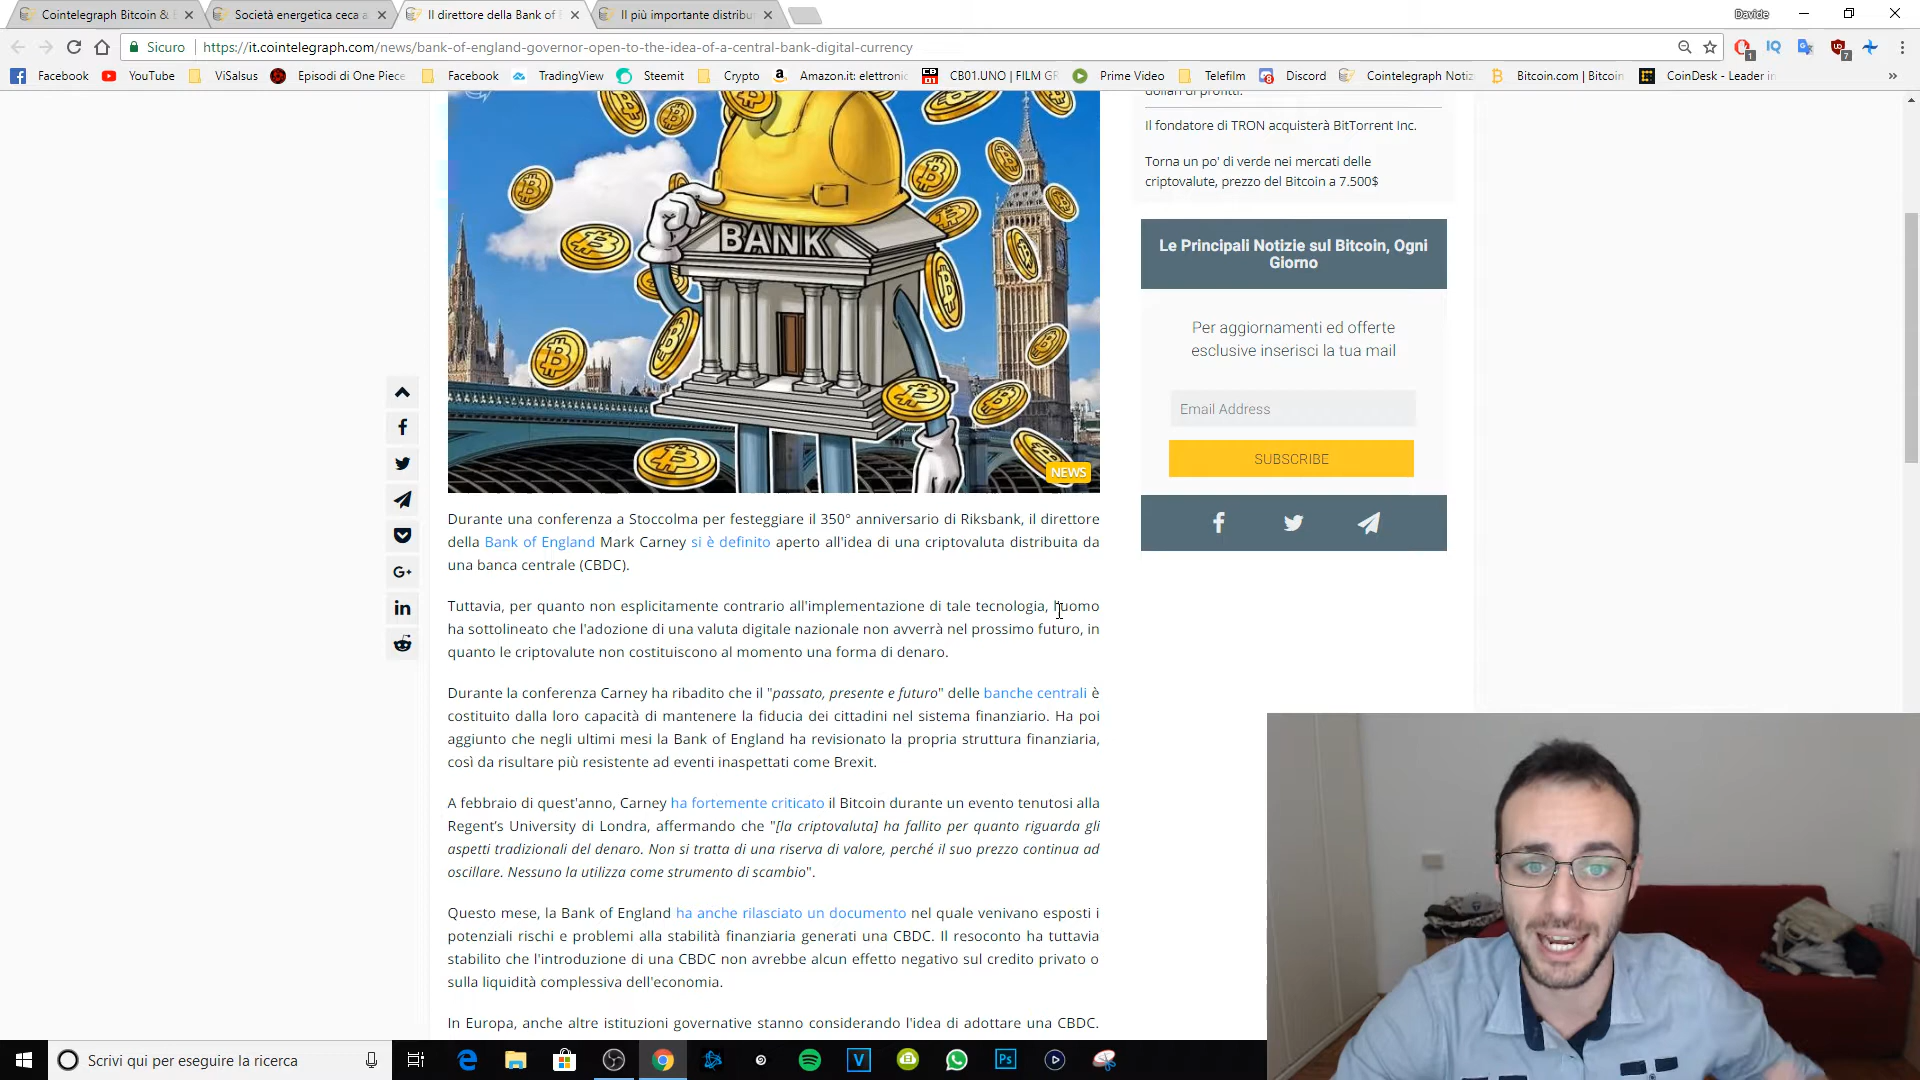 Cointelegraph Bitcoin &
Società energetica ceca a
Il direttore della Bank of E
Il più importante distribu
Davide
Sicuro
https://it.cointelegraph.com/news/bank-of-england-governor-open-to-the-idea-of-a-central-bank-digital-currency
Facebook
YouTube
ViSalsus
Episodi di One Piece
Facebook
TradingView
Steemit
Crypto
Amazon.it: elettronic
CB01.UNO | FILM GR
Prime Video
Telefilm
Discord
Cointelegraph Notiz
Bitcoin.com | Bitcoin
CoinDesk - Leader in
dollari di profitti.
Il fondatore di TRON acquisterà BitTorrent Inc.
Torna un po' di verde nei mercati delle
criptovalute, prezzo del Bitcoin a 7.500$
BANK
NEWS
Le Principali Notizie sul Bitcoin, Ogni
Giorno
Per aggiornamenti ed offerte
esclusive inserisci la tua mail
Email Address
SUBSCRIBE
Durante una conferenza a Stoccolma per festeggiare il 350° anniversario di Riksbank, il direttore
della Bank of England Mark Carney si è definito aperto all'idea di una criptovaluta distribuita da
una banca centrale (CBDC).
Tuttavia, per quanto non esplicitamente contrario all'implementazione di tale tecnologia, l'uomo
ha sottolineato che l'adozione di una valuta digitale nazionale non avverrà nel prossimo futuro, in
quanto le criptovalute non costituiscono al momento una forma di denaro.
Durante la conferenza Carney ha ribadito che il "passato, presente e futuro" delle banche centrali è
costituito dalla loro capacità di mantenere la fiducia dei cittadini nel sistema finanziario. Ha poi
aggiunto che negli ultimi mesi la Bank of England ha revisionato la propria struttura finanziaria,
così da risultare più resistente ad eventi inaspettati come Brexit.
A febbraio di quest'anno, Carney ha fortemente criticato il Bitcoin durante un evento tenutosi alla
Regent's University di Londra, affermando che "[la criptovaluta] ha fallito per quanto riguarda gli
aspetti tradizionali del denaro. Non si tratta di una riserva di valore, perché il suo prezzo continua ad
oscillare. Nessuno la utilizza come strumento di scambio".
Questo mese, la Bank of England ha anche rilasciato un documento nel quale venivano esposti i
potenziali rischi e problemi alla stabilità finanziaria generati una CBDC. Il resoconto ha tuttavia
stabilito che l'introduzione di una CBDC non avrebbe alcun effetto negativo sul credito privato o
sulla liquidità complessiva dell'economia.
In Europa, anche altre istituzioni governative stanno considerando l'idea di adottare una CBDC.
Scrivi qui per eseguire la ricerca